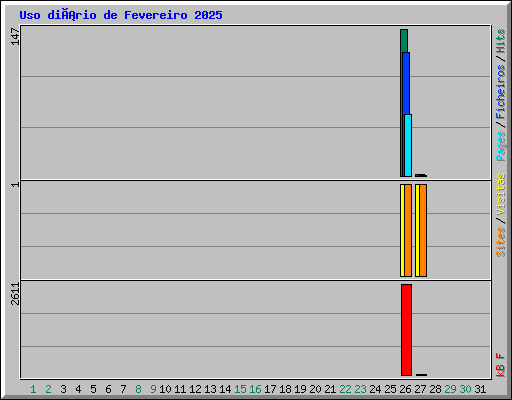 Uso diÃ¡rio de Fevereiro 2025
147
1
2611
Pages / Ficheiros / Hits
Sites / Visitas
kB F
1 2 3 4 5 6 7 8 9 10 11 12 13 14 15 16 17 18 19 20 21 22 23 24 25 26 27 28 29 30 31